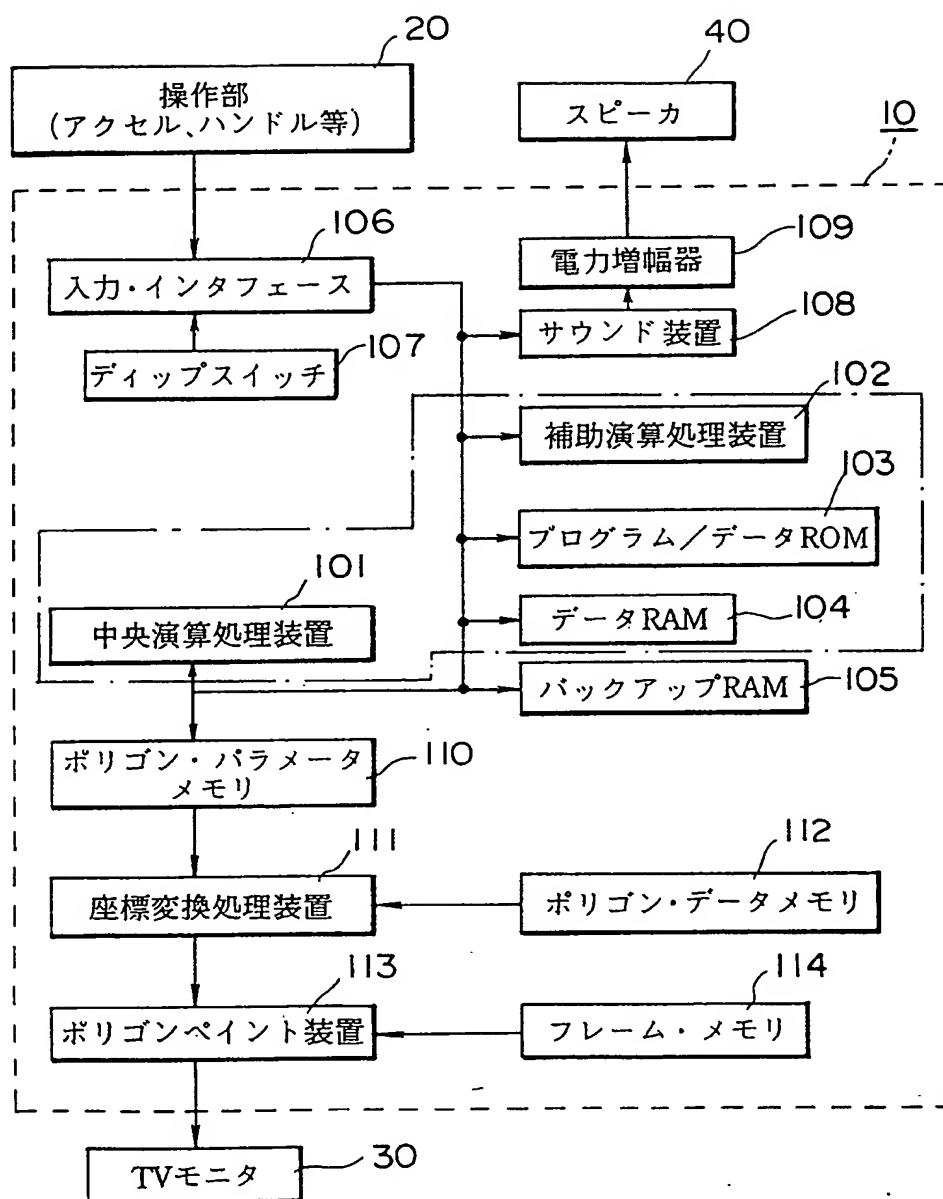 20
操作部
(アクセル、ハンドル等)
40
スピーカ
10
106
入力・インタフェース
109
電力増幅器
108
サウンド装置
107
ディップスイッチ
102
補助演算処理装置
103
プログラム/データROM
101
中央演算処理装置
データRAM
104
バックアップRAM
105
ポリゴン・パラメータ
メモリ
110
111
座標変換処理装置
112
ポリゴン・データメモリ
113
ポリゴンペイント装置
114
フレーム・メモリ
TVモニタ
30